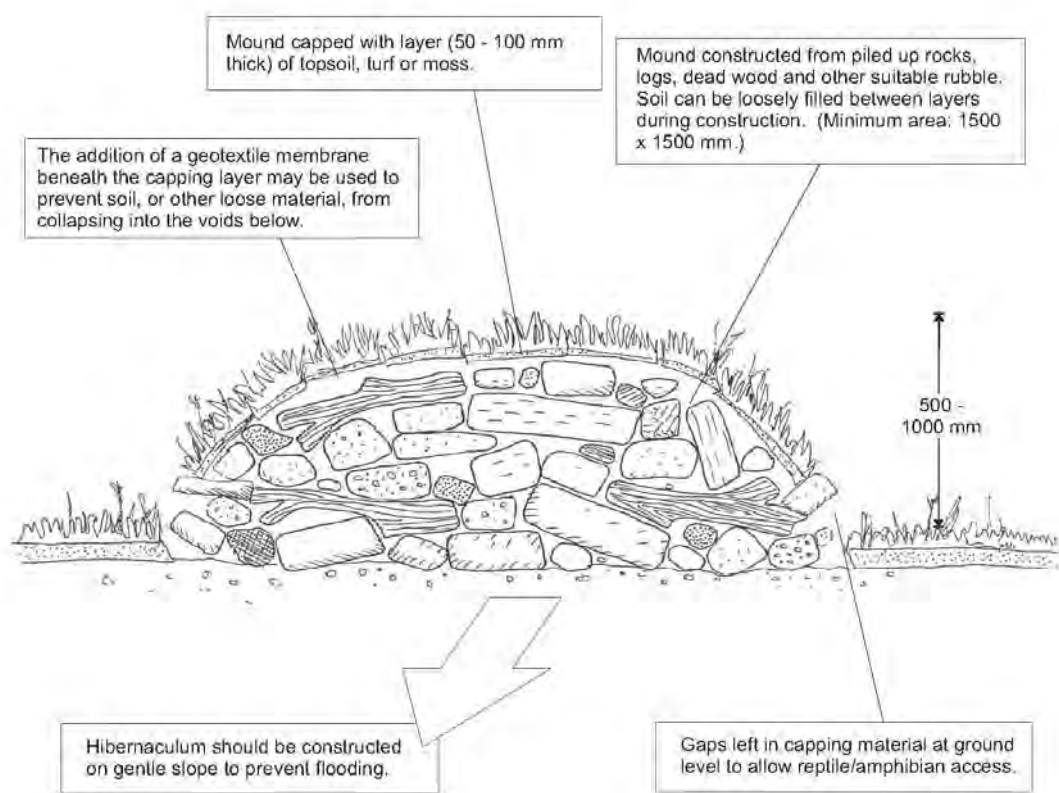 Mound capped with layer (50 - 100 mm
thick) of topsoil, turf or moss.
Mound constructed from piled up rocks,
logs, dead wood and other suitable rubble.
Soil can be loosely filled between layers
during construction.  (Minimum area: 1500
x 1500 mm.)
The addition of a geotextile membrane
beneath the capping layer may be used to
prevent soil, or other loose material, from
collapsing into the voids below.
500 -
1000 mm
Hibernaculum should be constructed
on gentle slope to prevent flooding.
Gaps left in capping material at ground
level to allow reptile/amphibian access.